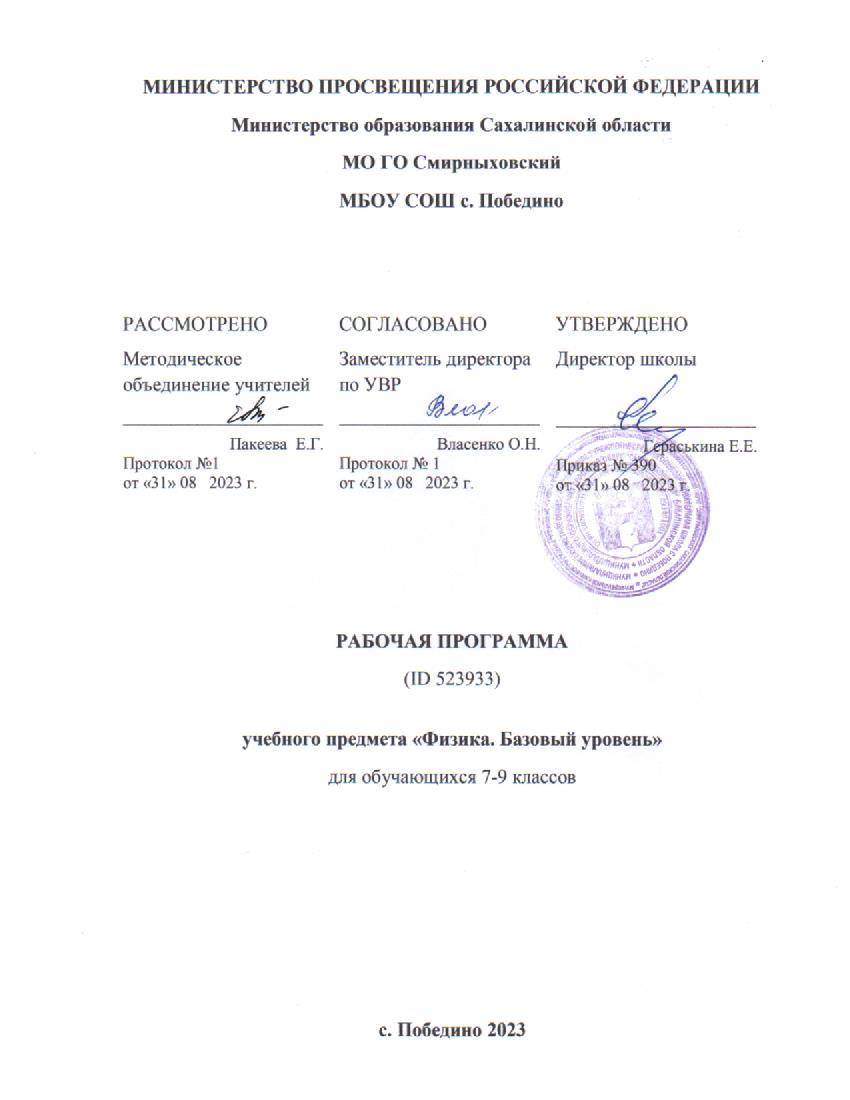 МИНИСТЕРСТВО ПРОСВЕЩЕНИЯ РОССИЙСКОЙ ФЕДЕРАЦИИ
Министерство образования Сахалинской области
МО ГО Смирныховский
МБОУ СОШ с. Победино
РАССМОТРЕНО
Методическое
объединение учителей
Пакеева Е.Г.
Протокол №1
от «31» 08 2023 г.
СОГЛАСОВАНО
Заместитель директора
по УВР
Власенко О.Н.
Протокол № 1
от «31» 08 2023 г.
УТВЕРЖДЕНО
Директор школы
Гераськина Е.Е.
Приказ № 390
от «31» 08 2023 г.
РАБОЧАЯ ПРОГРАММА
(ID 523933)
учебного предмета «Физика. Базовый уровень»
для обучающихся 7-9 классов
с. Победино 2023